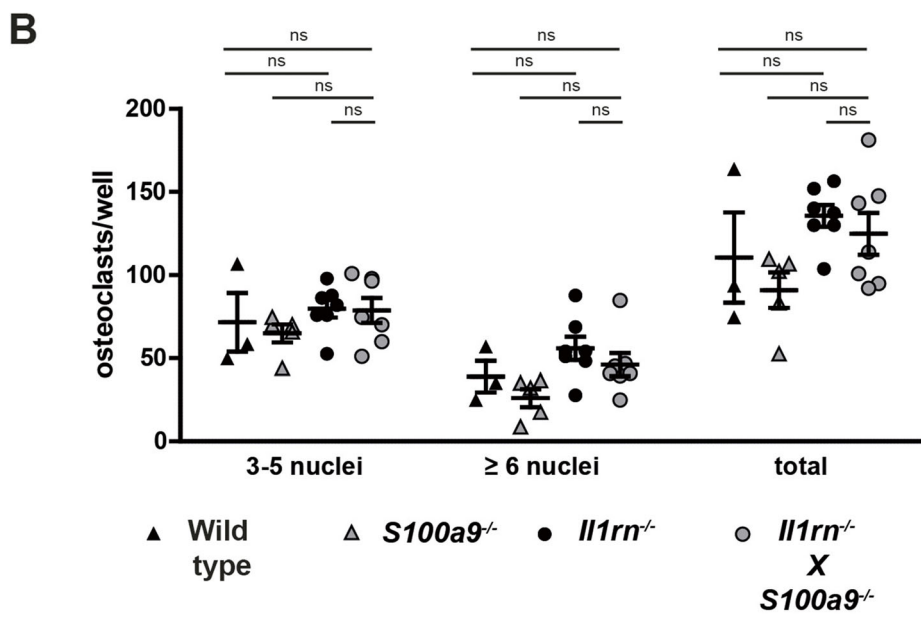 B
ns ns ns
ns ns ns
ns ns ns
ns ns ns
osteoclasts/well
200
150
100
50
0
3-5 nuclei ≥ 6 nuclei total
Wild type
S100a9-/-
Il1rn-/-
Il1rn-/-
X
S100a9-/-